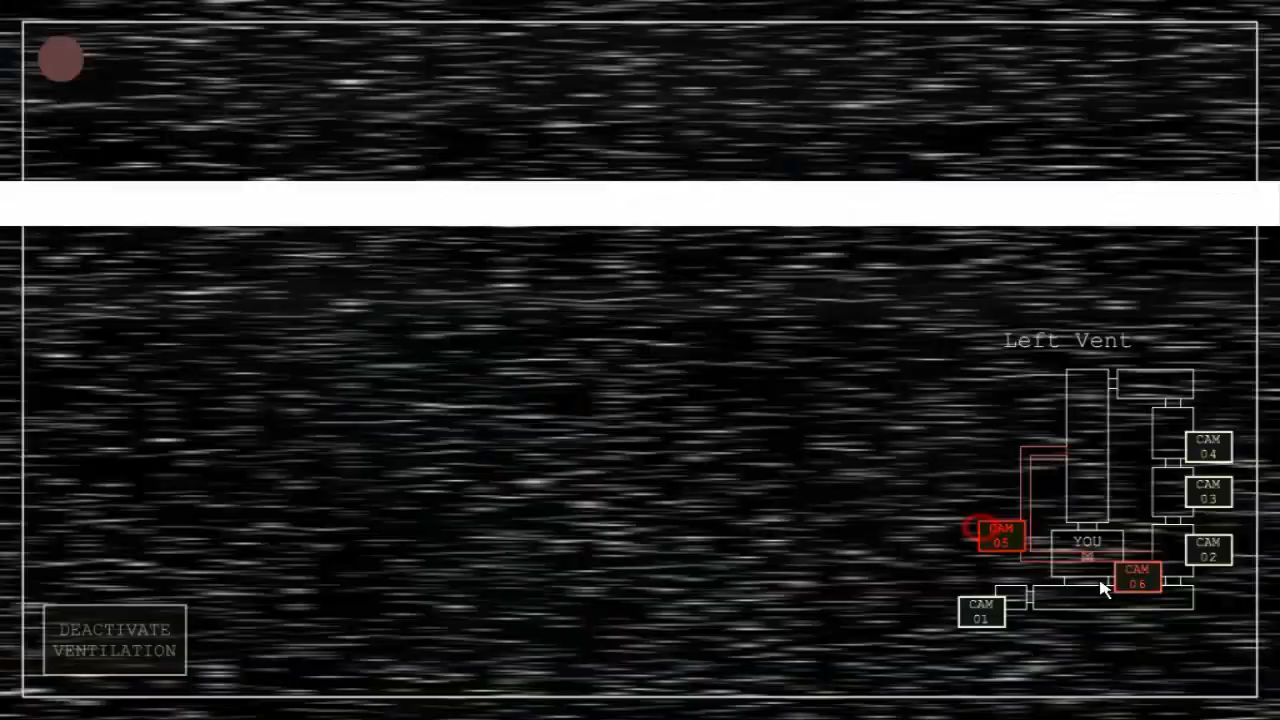 Left Vent
CAM
04
CAM
03
CAM
05
YOU
CAM
02
CAM
06
CAM
01
DEACTIVATE
VENTILATION